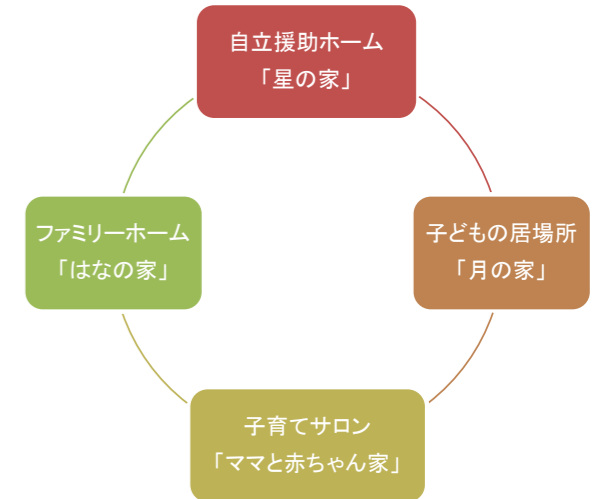 自立援助ホーム
「星の家」
ファミリーホーム
「はなの家」
子どもの居場所
「月の家」
子育てサロン
「ママと赤ちゃん家」